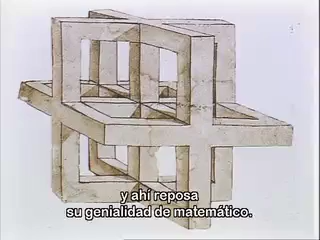 y ahí reposa
su genialidad de matemático.